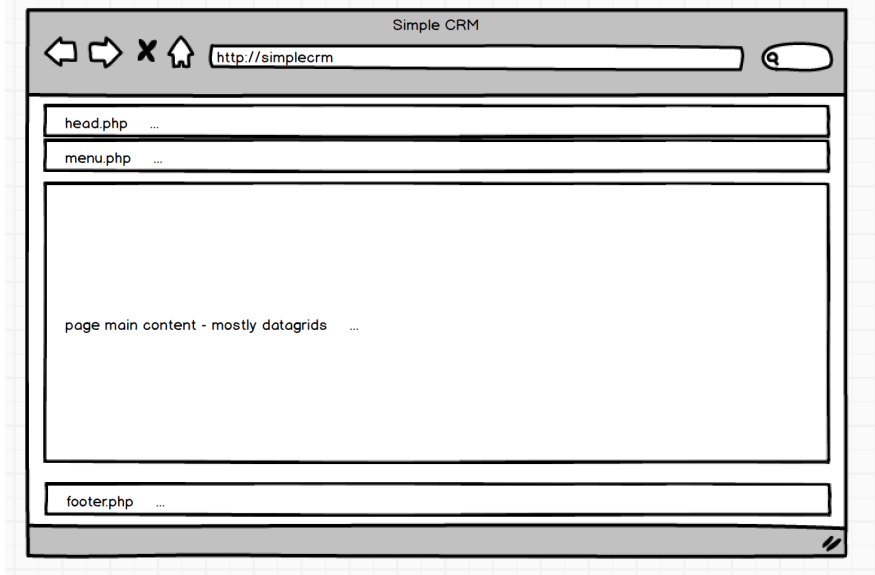 Simple CRM
http://simplecrm
head.php ...
menu.php ...
page main content - mostly datagrids ...
footer.php ...